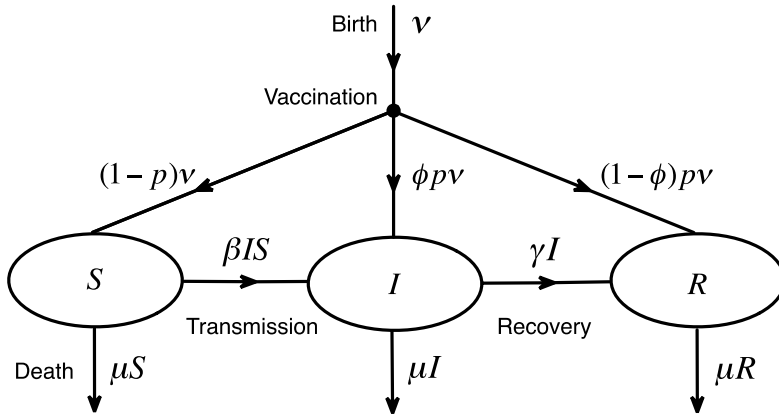 Birth ν
Vaccination
(1 − p)ν
ϕpν
(1 − ϕ)pν
βIS
γI
S
I
R
Transmission
Recovery
Death
μS
μI
μR